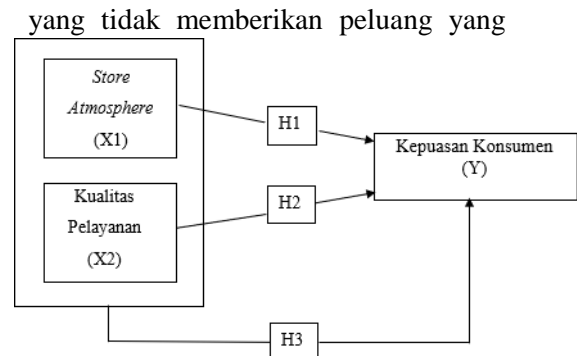 yang tidak memberikan peluang yang
Store
Atmosphere
(X1)
H1
Kepuasan Konsumen
(Y)
Kualitas
Pelayanan
(X2)
H2
H3